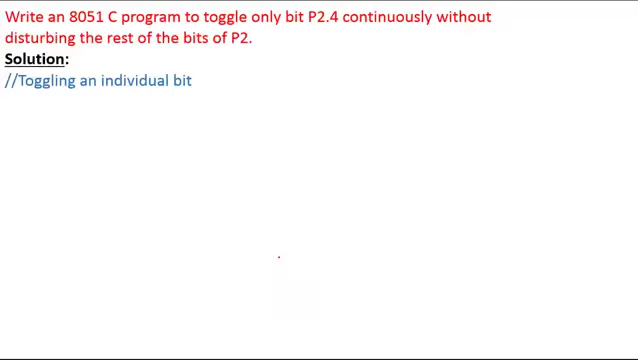 Write an 8051 C program to toggle only bit P2.4 continuously without
disturbing the rest of the bits of P2.
Solution:
//Toggling an individual bit